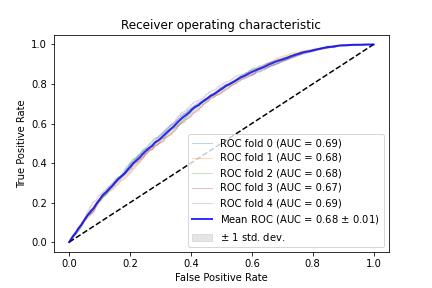 Receiver operating characteristic
True Positive Rate
1.0
0.8
0.6
0.4
0.2
0.0
ROC fold 0 (AUC = 0.69)
ROC fold 1 (AUC = 0.68)
ROC fold 2 (AUC = 0.68)
ROC fold 3 (AUC = 0.67)
ROC fold 4 (AUC = 0.69)
Mean ROC (AUC = 0.68 ± 0.01)
± 1 std. dev.
0.0 0.2 0.4 0.6 0.8 1.0
False Positive Rate